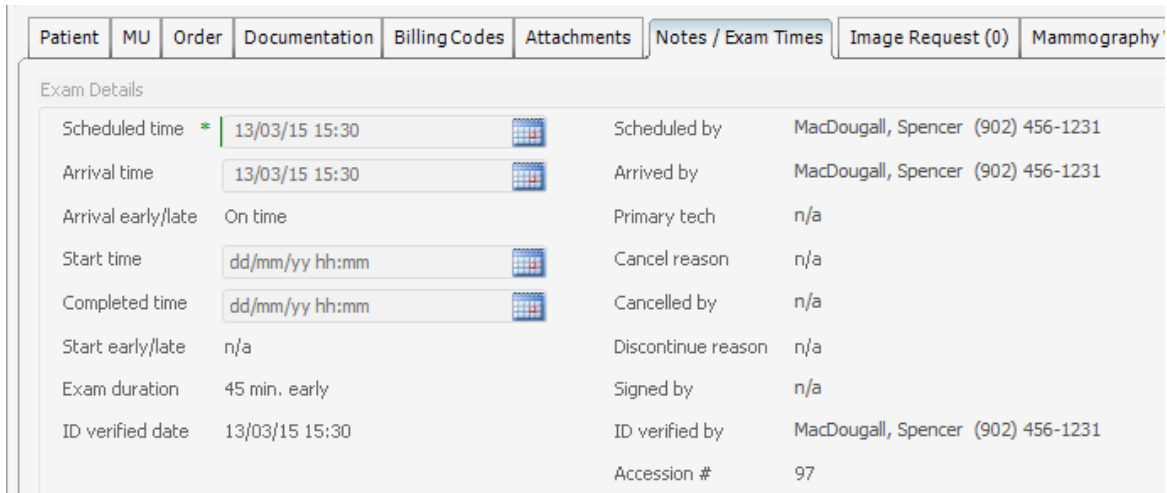 Patient MU Order Documentation Billing Codes Attachments Notes / Exam Times Image Request (0) Mammography
Exam Details
Scheduled time * 13/03/15 15:30 Scheduled by MacDougall, Spencer (902) 456-1231
Arrival time 13/03/15 15:30 Arrived by MacDougall, Spencer (902) 456-1231
Arrival early/late On time Primary tech n/a
Start time dd/mm/yy hh:mm Cancel reason n/a
Completed time dd/mm/yy hh:mm Cancelled by n/a
Start early/late n/a Discontinue reason n/a
Exam duration 45 min. early Signed by n/a
ID verified date 13/03/15 15:30 ID verified by MacDougall, Spencer (902) 456-1231
Accession # 97